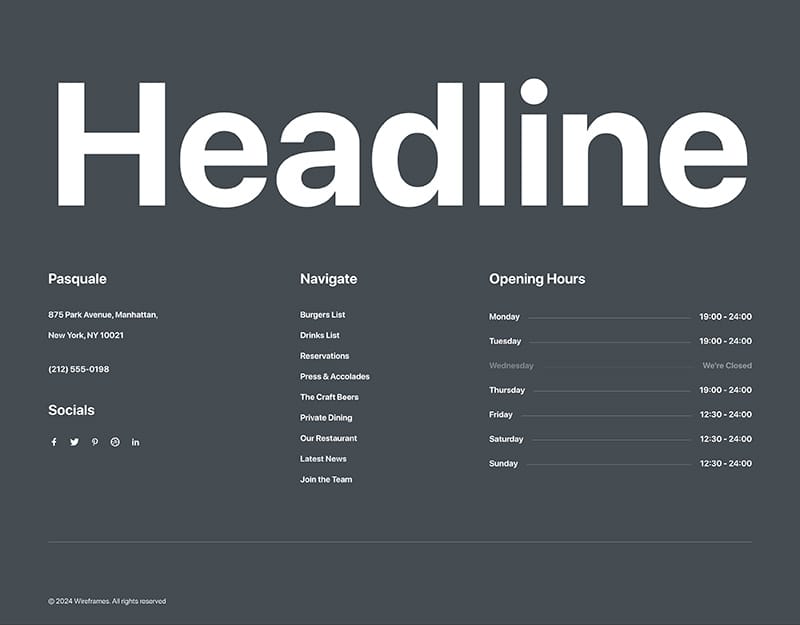 Headline
Pasquale
875 Park Avenue, Manhattan,
New York, NY 10021
(212) 555-0198
Socials
Navigate
Burgers List
Drinks List
Reservations
Press & Accolades
The Craft Beers
Private Dining
Our Restaurant
Latest News
Join the Team
Opening Hours
Monday 19:00 - 24:00
Tuesday 19:00 - 24:00
Wednesday We're Closed
Thursday 19:00 - 24:00
Friday 12:30 - 24:00
Saturday 12:30 - 24:00
Sunday 12:30 - 24:00
© 2024 Wireframes. All rights reserved